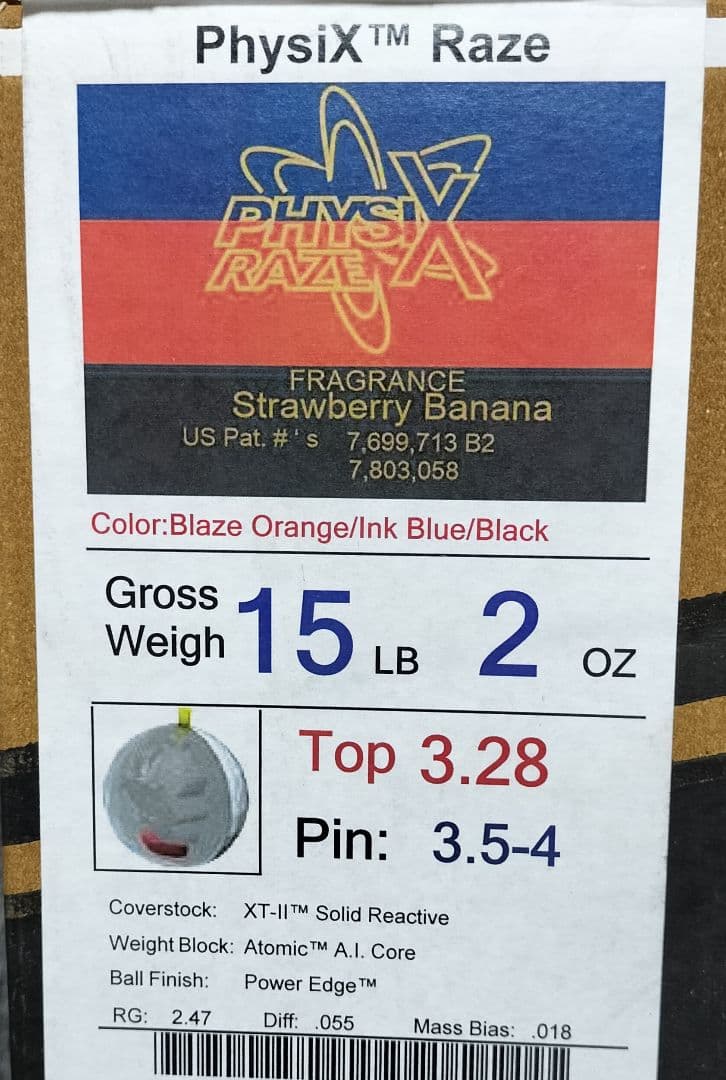 PhysiX™ Raze
PHYSIX
RAZE
FRAGRANCE
Strawberry Banana
US Pat. # ' s 7,699,713 B2
7,803,058
Color:Blaze Orange/Ink Blue/Black
Gross
Weigh 15 LB 2 OZ
Top 3.28
Pin: 3.5-4
Coverstock: XT-II™ Solid Reactive
Weight Block: Atomic™ A.I. Core
Ball Finish: Power Edge™
RG: 2.47 Diff: .055 Mass Bias: .018